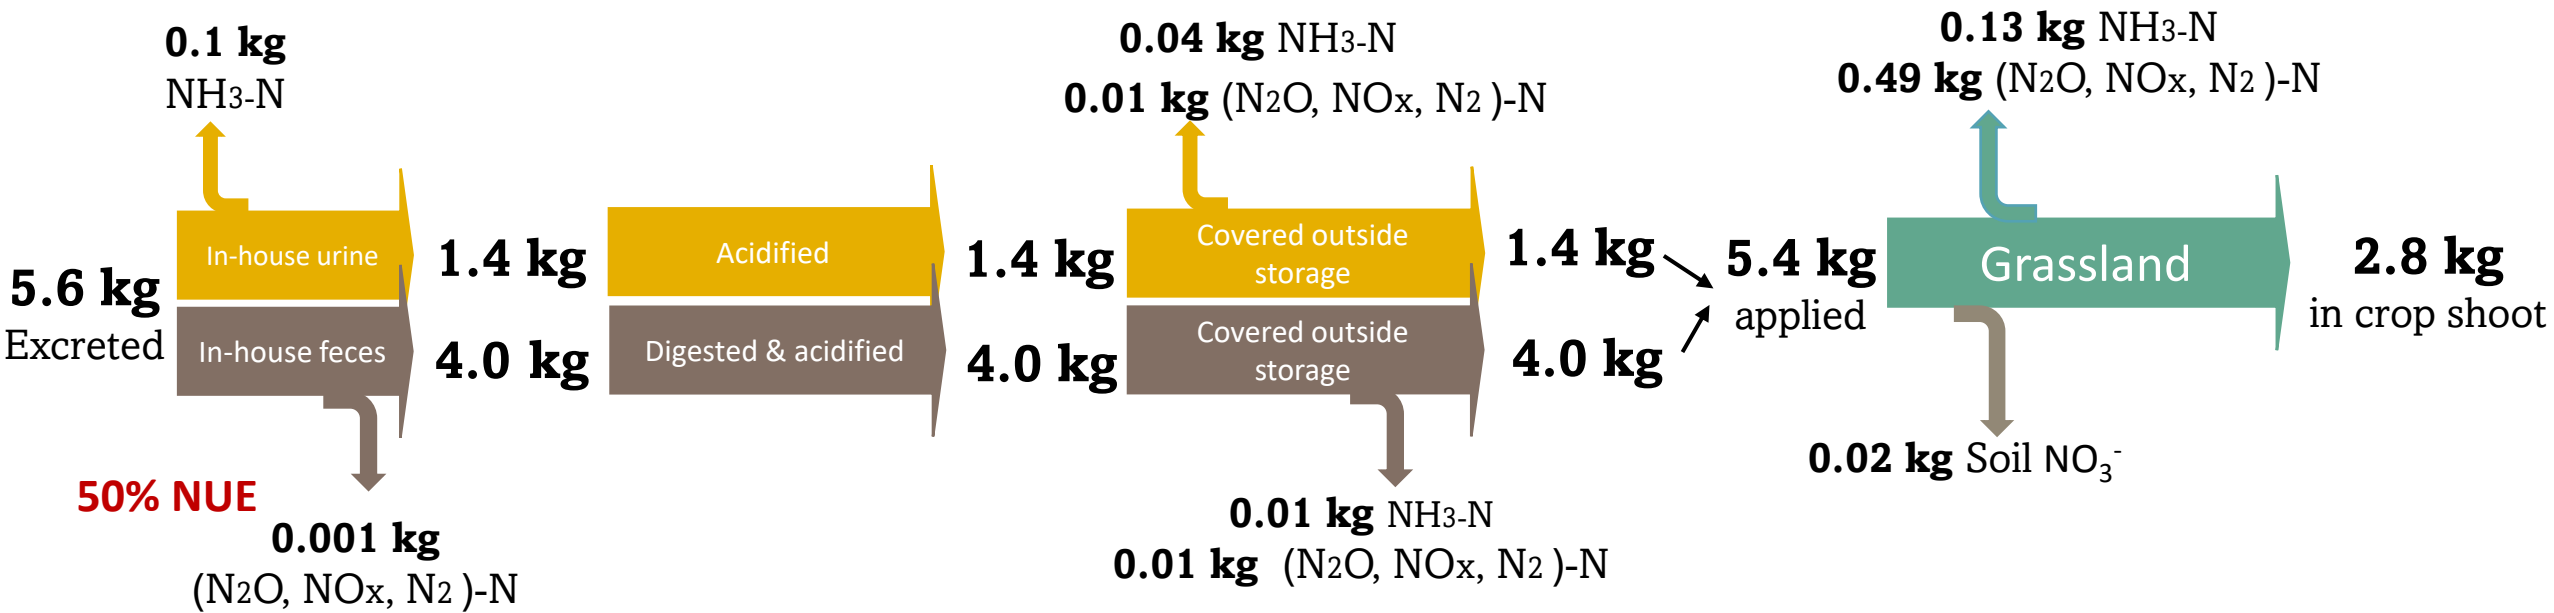 0.1 kg
NH3-N
0.04 kg NH3-N
0.01 kg (N2O, NOx, N2 )-N
0.13 kg NH3-N
0.49 kg (N2O, NOx, N2 )-N
5.6 kg
Excreted
In-house urine
In-house feces
1.4 kg
4.0 kg
Acidified
Digested & acidified
1.4 kg
4.0 kg
Covered outside
storage
Covered outside
storage
1.4 kg
4.0 kg
5.4 kg
applied
Grassland
2.8 kg
in crop shoot
50% NUE
0.001 kg
(N2O, NOx, N2 )-N
0.01 kg NH3-N
0.01 kg (N2O, NOx, N2 )-N
0.02 kg Soil NO₃⁻